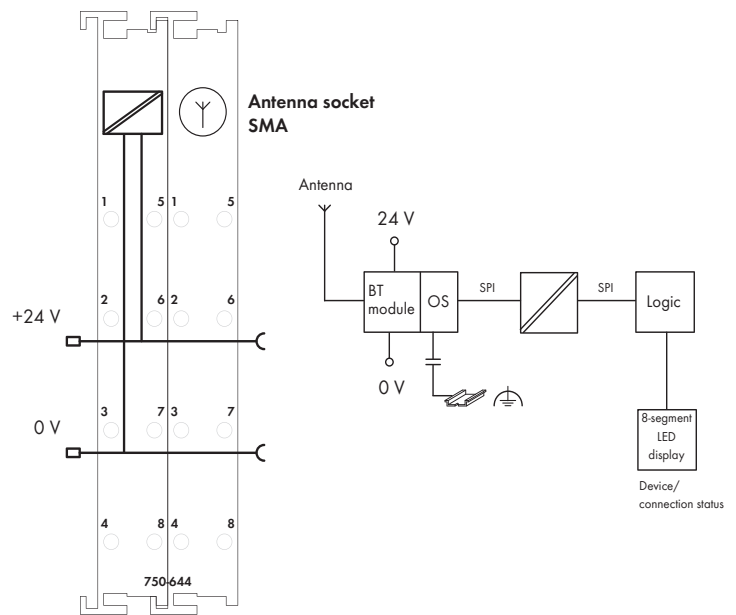 Antenna socket
SMA
1
5
1
5
2
6
2
6
+24 V
3
7
3
7
0 V
4
8
4
8
750-644
Antenna
24 V
BT
module
OS
SPI
SPI
Logic
0 V
8-segment
LED
display
Device/
connection status